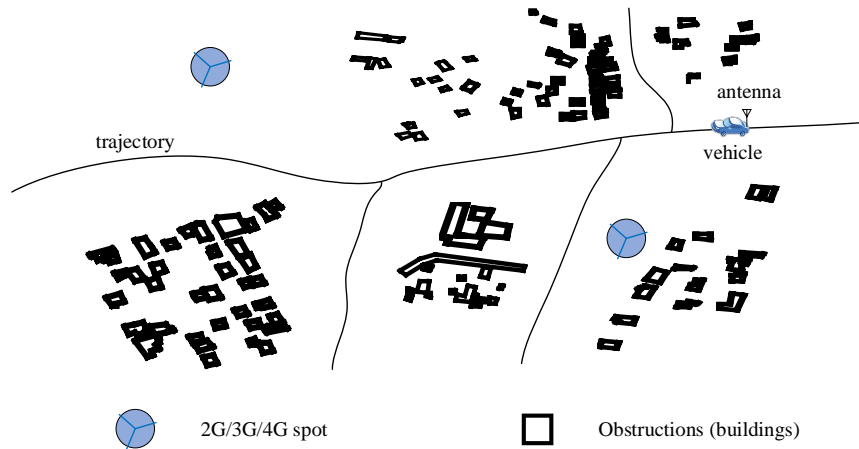 antenna
trajectory
vehicle
2G/3G/4G spot
Obstructions (buildings)